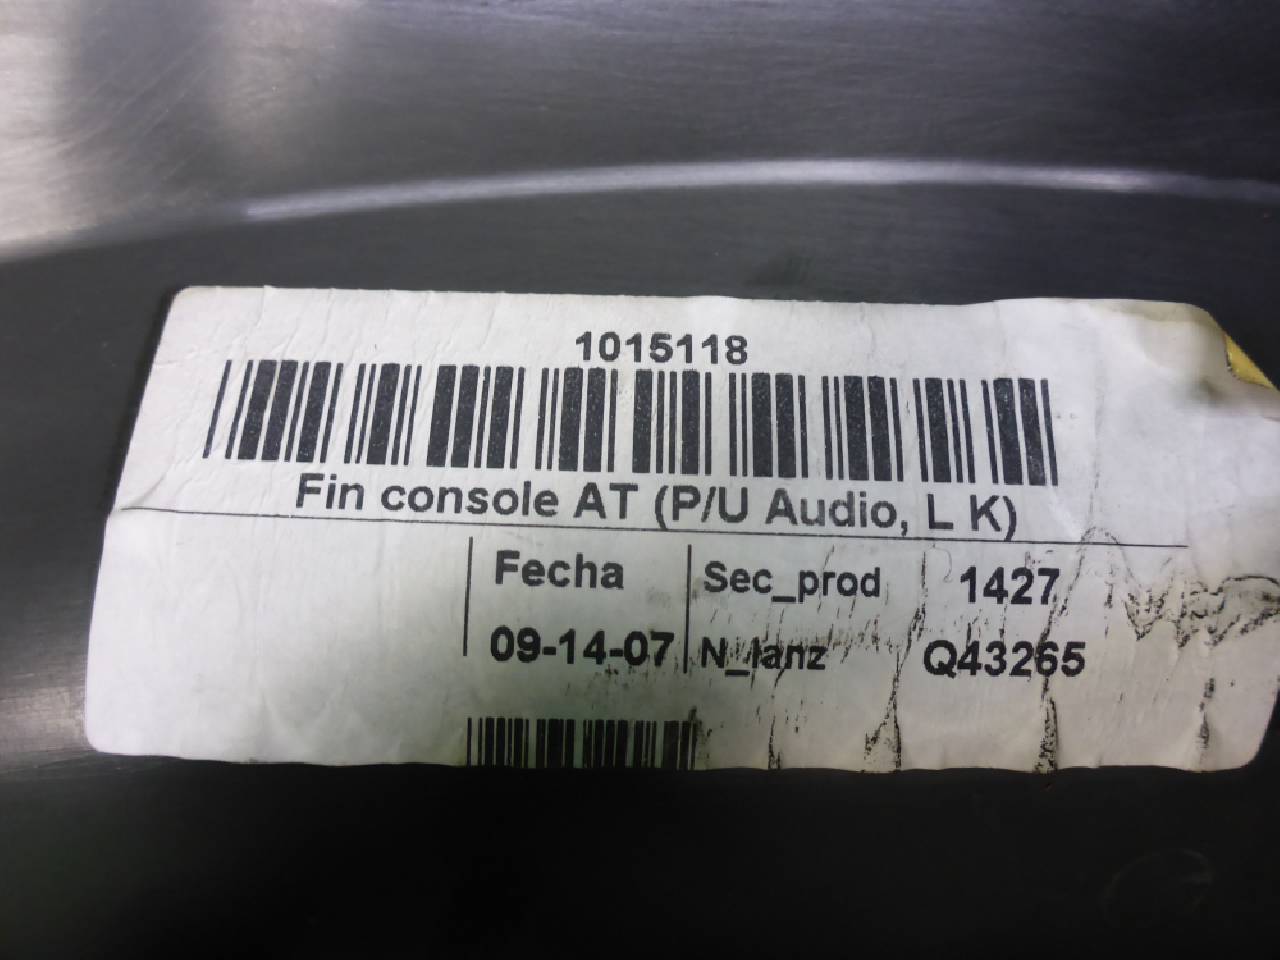 1015118
Fin console AT (P/U Audio, L K)
Fecha Sec_prod 1427
09-14-07 N_lanz Q43265